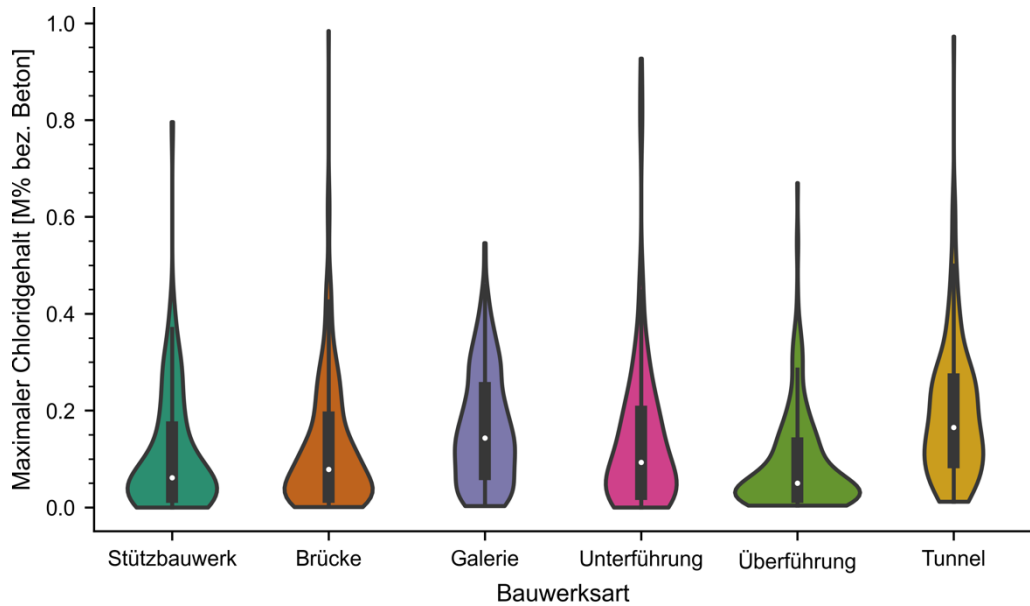 Maximaler Chloridgehalt [M% bez. Beton]
1.0
0.8
0.6
0.4
0.2
0.0
Stützbauwerk Brücke Galerie Unterführung Überführung Tunnel
Bauwerksart